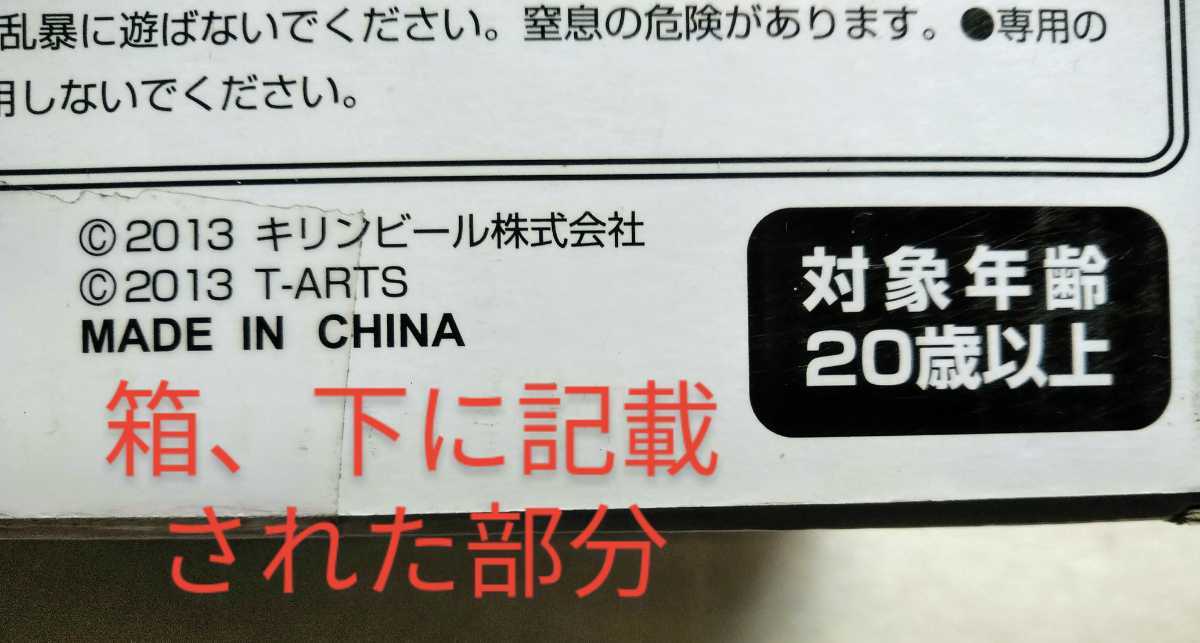 乱暴に遊ばないでください。窒息の危険があります。●専用の
用しないでください。
©2013 キリンビール株式会社
©2013 T-ARTS
MADE IN CHINA
対象年齢
20歳以上
箱、下に記載
された部分